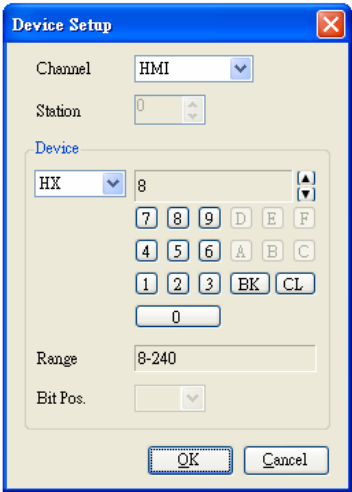 Device Setup
Channel HMI
Station 0
Device
HX 8
7 8 9 D E F
4 5 6 A B C
1 2 3 BK CL
0
Range 8-240
Bit Pos.
OK Cancel